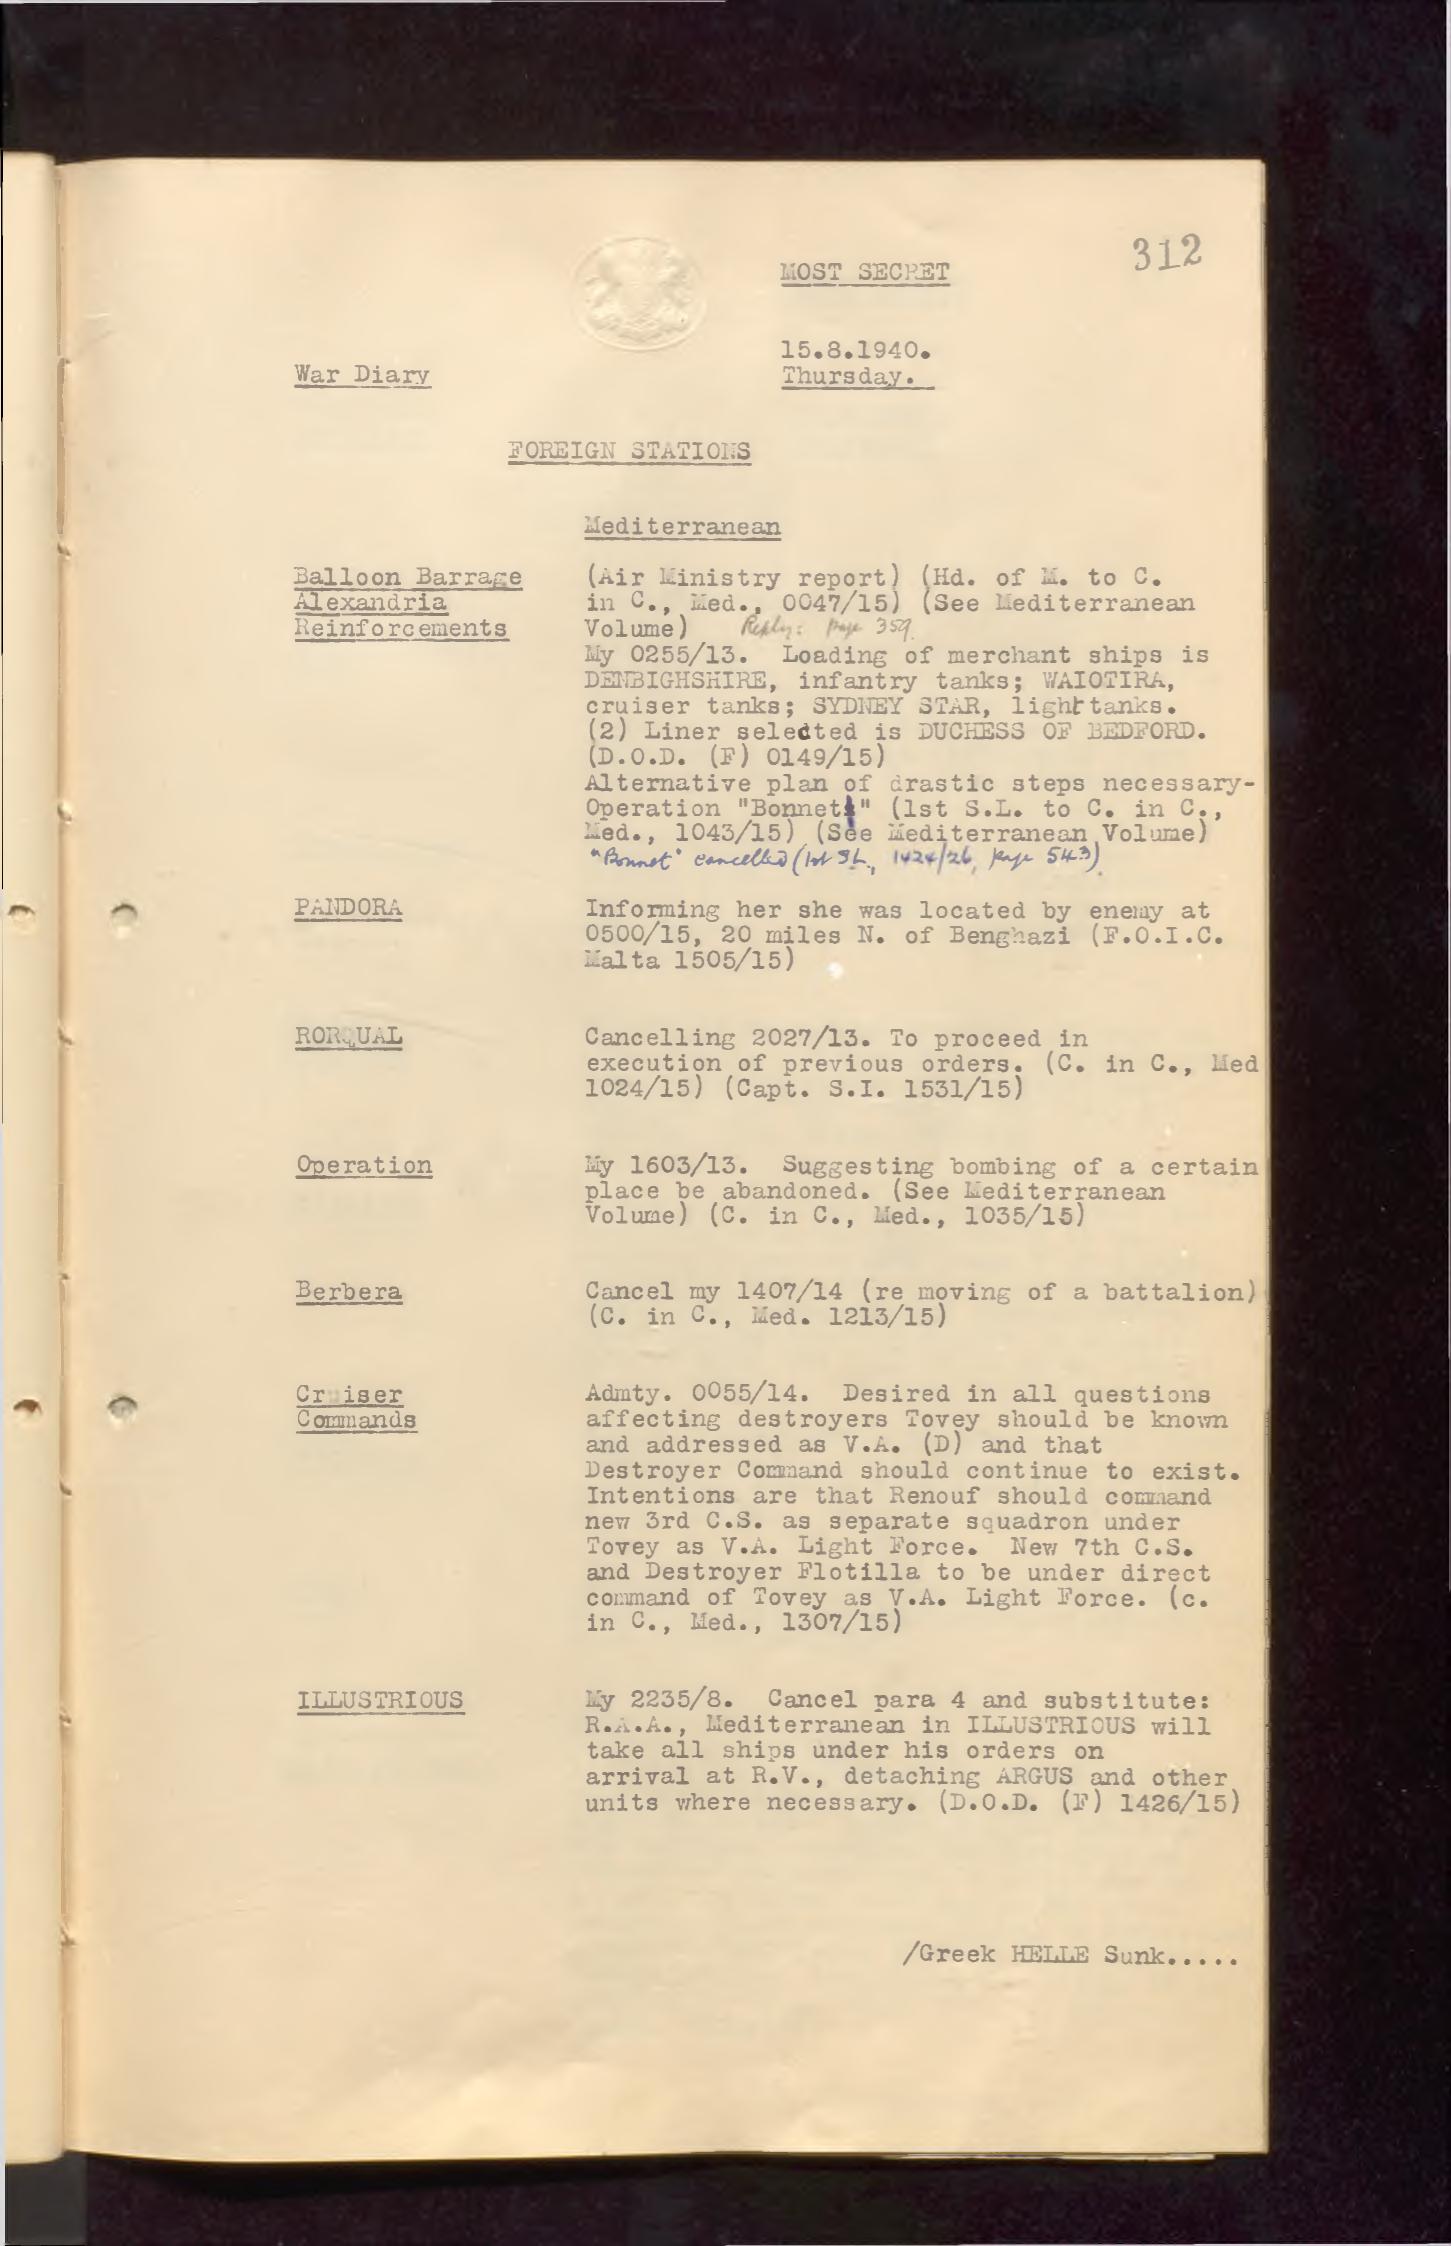 312
MOST SECRET
15.8.1940.
War Diary
Thursday.
FOREIGN STATIONS
Mediterranean
Balloon Barrage
Alexandria
Reinforcements
(Air Ministry report) (Hd. of M. to C.
in C., Med., 0047/15) (See Mediterranean
Volume) Reply: page 359.
My 0255/13. Loading of merchant ships is
DENBIGHSHIRE, infantry tanks; WAIOTIRA,
cruiser tanks; SYDNEY STAR, light tanks.
(2) Liner selected is DUCHESS OF BEDFORD.
(D.O.D. (F) 0149/15)
Alternative plan of drastic steps necessary-
Operation "Bonnet" (1st S.L. to C. in C.,
Med., 1043/15) (See Mediterranean Volume)
"Bonnet" cancelled (1st SL, 1424/26, page 543).
PANDORA
Informing her she was located by enemy at
0500/15, 20 miles N. of Benghazi (F.O.I.C.
Malta 1505/15)
RORQUAL
Cancelling 2027/13. To proceed in
execution of previous orders. (C. in C., Med
1024/15) (Capt. S.I. 1531/15)
Operation
My 1603/13. Suggesting bombing of a certain
place be abandoned. (See Mediterranean
Volume) (C. in C., Med., 1035/15)
Berbera
Cancel my 1407/14 (re moving of a battalion)
(C. in C., Med. 1213/15)
Cruiser
Commands
Admty. 0055/14. Desired in all questions
affecting destroyers Tovey should be known
and addressed as V.A. (D) and that
Destroyer Command should continue to exist.
Intentions are that Renouf should command
new 3rd C.S. as separate squadron under
Tovey as V.A. Light Force. New 7th C.S.
and Destroyer Flotilla to be under direct
command of Tovey as V.A. Light Force. (c.
in C., Med., 1307/15)
ILLUSTRIOUS
My 2235/8. Cancel para 4 and substitute:
R.A.A., Mediterranean in ILLUSTRIOUS will
take all ships under his orders on
arrival at R.V., detaching ARGUS and other
units where necessary. (D.O.D. (F) 1426/15)
/Greek HELLE Sunk.....